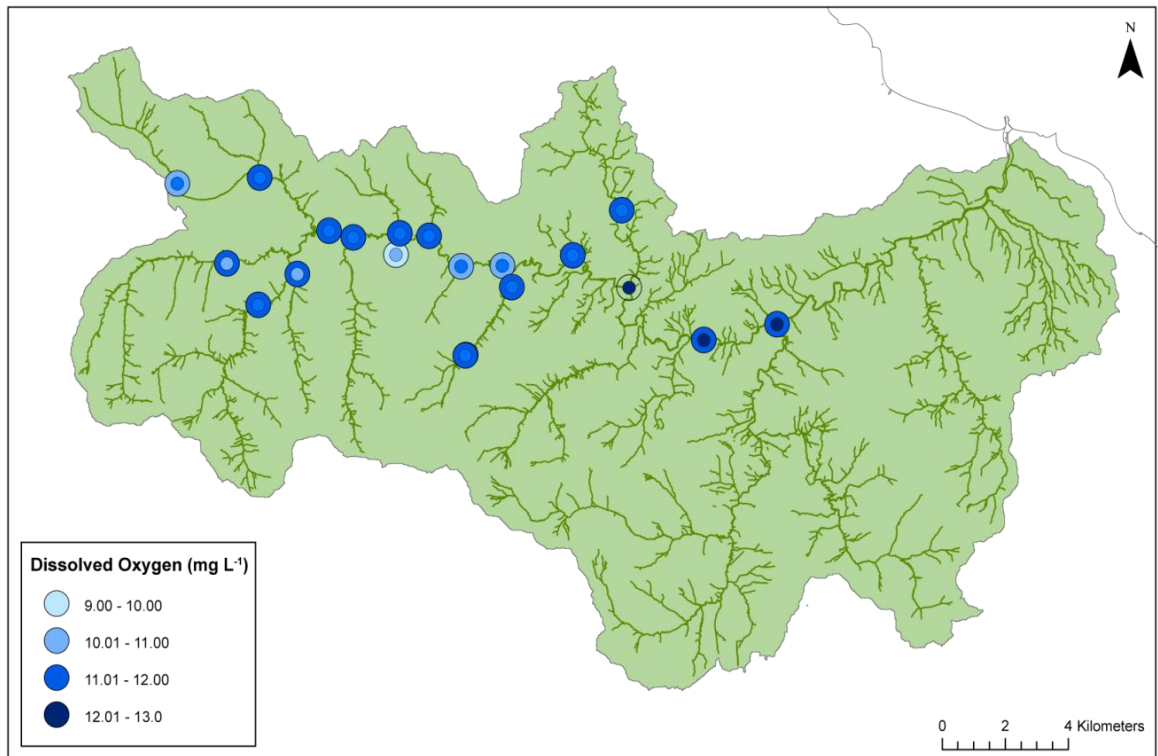 N
Dissolved Oxygen (mg L-1)
9.00 - 10.00
10.01 - 11.00
11.01 - 12.00
12.01 - 13.0
0 2 4 Kilometers